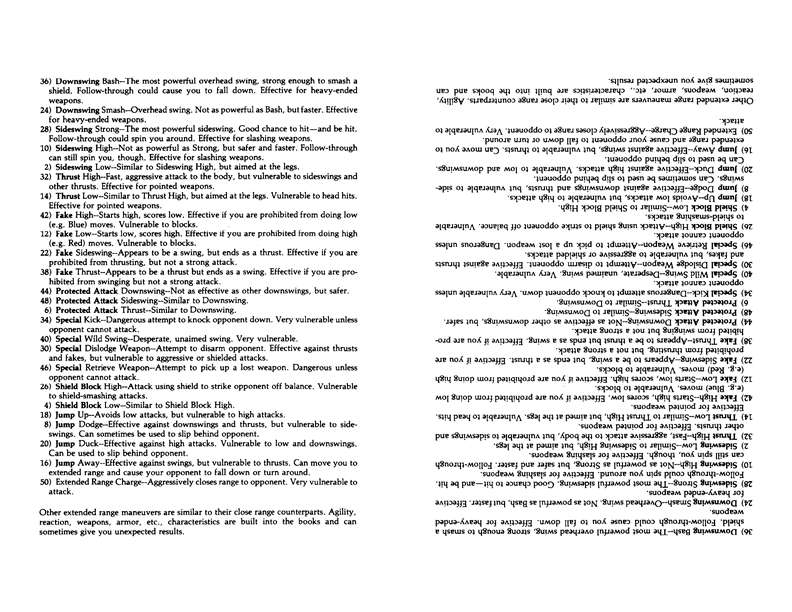 36) Downswing Bash--The most powerful overhead swing, strong enough to smash a
shield. Follow-through could cause you to fall down. Effective for heavy-ended
weapons.
24) Downswing Smash--Overhead swing. Not as powerful as Bash, but faster. Effective
for heavy-ended weapons.
28) Sideswing Strong--The most powerful sideswing. Good chance to hit—and be hit.
Follow-through could spin you around. Effective for slashing weapons.
10) Sideswing High--Not as powerful as Strong, but safer and faster. Follow-through
can still spin you, though. Effective for slashing weapons.
2) Sideswing Low--Similar to Sideswing High, but aimed at the legs.
32) Thrust High--Fast, aggressive attack to the body, but vulnerable to sideswings and
other thrusts. Effective for pointed weapons.
14) Thrust Low--Similar to Thrust High, but aimed at the legs. Vulnerable to head hits.
Effective for pointed weapons.
42) Fake High--Starts high, scores low. Effective if you are prohibited from doing low
(e.g. Blue) moves. Vulnerable to blocks.
12) Fake Low--Starts low, scores high. Effective if you are prohibited from doing high
(e.g. Red) moves. Vulnerable to blocks.
22) Fake Sideswing--Appears to be a swing, but ends as a thrust. Effective if you are
prohibited from thrusting, but not a strong attack.
38) Fake Thrust--Appears to be a thrust but ends as a swing. Effective if you are pro-
hibited from swinging but not a strong attack.
44) Protected Attack Downswing--Not as effective as other downswings, but safer.
48) Protected Attack Sideswing--Similar to Downswing.
6) Protected Attack Thrust--Similar to Downswing.
34) Special Kick--Dangerous attempt to knock opponent down. Very vulnerable unless
opponent cannot attack.
40) Special Wild Swing--Desperate, unaimed swing. Very vulnerable.
30) Special Dislodge Weapon--Attempt to disarm opponent. Effective against thrusts
and fakes, but vulnerable to aggressive or shielded attacks.
46) Special Retrieve Weapon--Attempt to pick up a lost weapon. Dangerous unless
opponent cannot attack.
26) Shield Block High--Attack using shield to strike opponent off balance. Vulnerable
to shield-smashing attacks.
4) Shield Block Low--Similar to Shield Block High.
18) Jump Up--Avoids low attacks, but vulnerable to high attacks.
8) Jump Dodge--Effective against downswings and thrusts, but vulnerable to side-
swings. Can sometimes be used to slip behind opponent.
20) Jump Duck--Effective against high attacks. Vulnerable to low and downswings.
Can be used to slip behind opponent.
16) Jump Away--Effective against swings, but vulnerable to thrusts. Can move you to
extended range and cause your opponent to fall down or turn around.
50) Extended Range Charge--Aggressively closes range to opponent. Very vulnerable to
attack.
Other extended range maneuvers are similar to their close range counterparts. Agility,
reaction, weapons, armor, etc., characteristics are built into the books and can
sometimes give you unexpected results.
36) Downswing Bash--The most powerful overhead swing, strong enough to smash a
shield. Follow-through could cause you to fall down. Effective for heavy-ended
weapons.
24) Downswing Smash--Overhead swing. Not as powerful as Bash, but faster. Effective
for heavy-ended weapons.
28) Sideswing Strong--The most powerful sideswing. Good chance to hit—and be hit.
Follow-through could spin you around. Effective for slashing weapons.
10) Sideswing High--Not as powerful as Strong, but safer and faster. Follow-through
can still spin you, though. Effective for slashing weapons.
2) Sideswing Low--Similar to Sideswing High, but aimed at the legs.
32) Thrust High--Fast, aggressive attack to the body, but vulnerable to sideswings and
other thrusts. Effective for pointed weapons.
14) Thrust Low--Similar to Thrust High, but aimed at the legs. Vulnerable to head hits.
Effective for pointed weapons.
42) Fake High--Starts high, scores low. Effective if you are prohibited from doing low
(e.g. Blue) moves. Vulnerable to blocks.
12) Fake Low--Starts low, scores high. Effective if you are prohibited from doing high
(e.g. Red) moves. Vulnerable to blocks.
22) Fake Sideswing--Appears to be a swing, but ends as a thrust. Effective if you are
prohibited from thrusting, but not a strong attack.
38) Fake Thrust--Appears to be a thrust but ends as a swing. Effective if you are pro-
hibited from swinging but not a strong attack.
44) Protected Attack Downswing--Not as effective as other downswings, but safer.
48) Protected Attack Sideswing--Similar to Downswing.
6) Protected Attack Thrust--Similar to Downswing.
34) Special Kick--Dangerous attempt to knock opponent down. Very vulnerable unless
opponent cannot attack.
40) Special Wild Swing--Desperate, unaimed swing. Very vulnerable.
30) Special Dislodge Weapon--Attempt to disarm opponent. Effective against thrusts
and fakes, but vulnerable to aggressive or shielded attacks.
46) Special Retrieve Weapon--Attempt to pick up a lost weapon. Dangerous unless
opponent cannot attack.
26) Shield Block High--Attack using shield to strike opponent off balance. Vulnerable
to shield-smashing attacks.
4) Shield Block Low--Similar to Shield Block High.
18) Jump Up--Avoids low attacks, but vulnerable to high attacks.
8) Jump Dodge--Effective against downswings and thrusts, but vulnerable to side-
swings. Can sometimes be used to slip behind opponent.
20) Jump Duck--Effective against high attacks. Vulnerable to low and downswings.
Can be used to slip behind opponent.
16) Jump Away--Effective against swings, but vulnerable to thrusts. Can move you to
extended range and cause your opponent to fall down or turn around.
50) Extended Range Charge--Aggressively closes range to opponent. Very vulnerable to
attack.
Other extended range maneuvers are similar to their close range counterparts. Agility,
reaction, weapons, armor, etc., characteristics are built into the books and can
sometimes give you unexpected results.